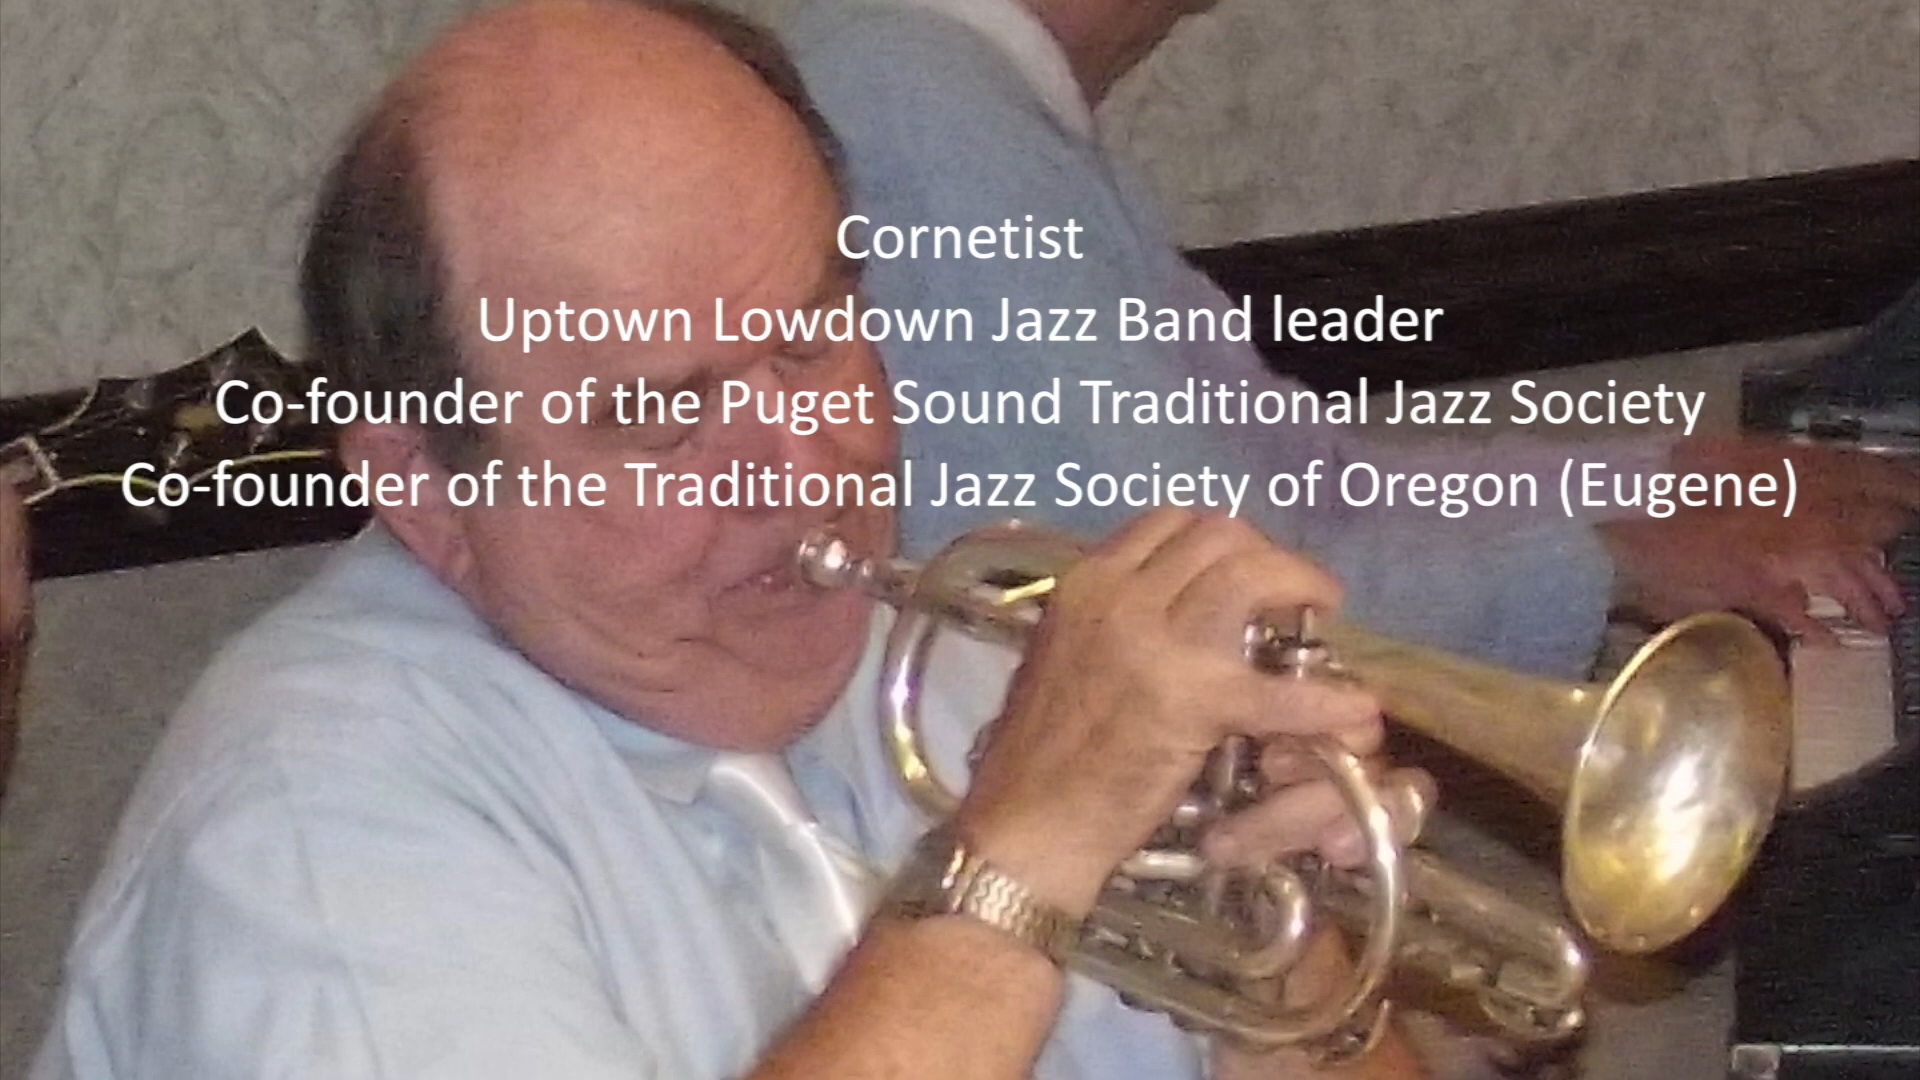 Cornetist
Uptown Lowdown Jazz Band leader
Co-founder of the Puget Sound Traditional Jazz Society
Co-founder of the Traditional Jazz Society of Oregon (Eugene)